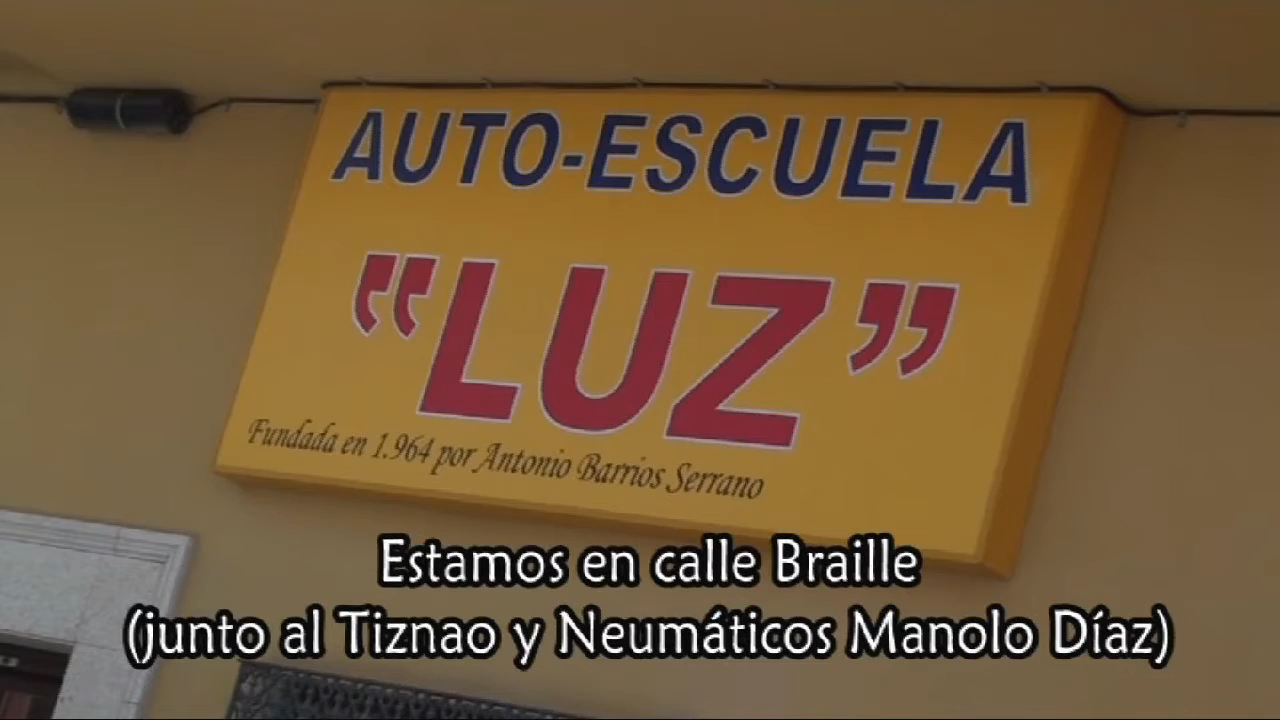 AUTO-ESCUELA
"LUZ"
Fundada en 1.964 por Antonio Barrios Serrano
Estamos en calle Braille
(junto al Tiznao y Neumáticos Manolo Díaz)